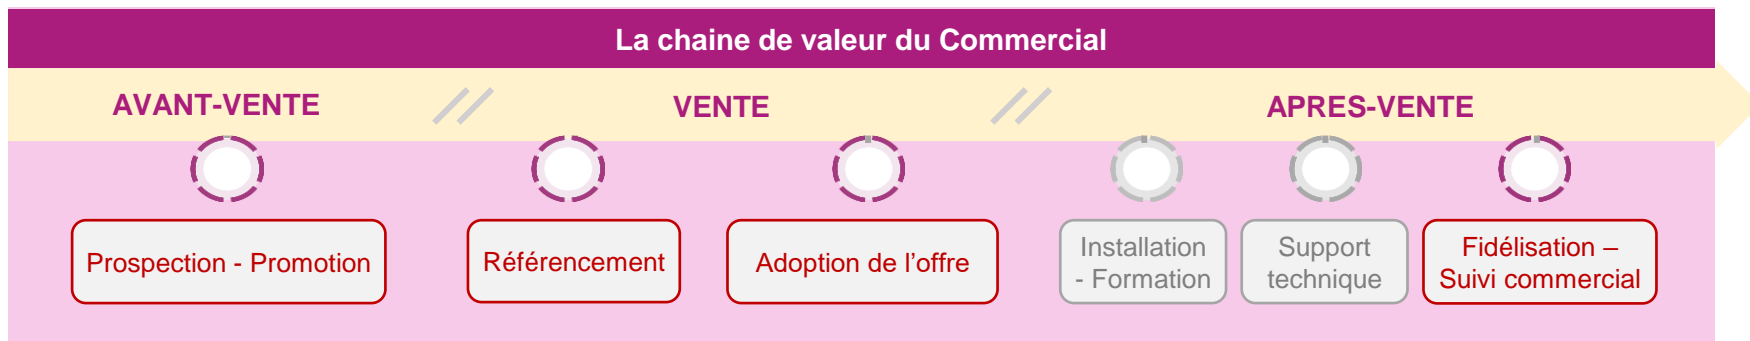 La chaine de valeur du Commercial
AVANT-VENTE
VENTE
APRES-VENTE
Prospection - Promotion
Référencement
Adoption de l’offre
Installation
- Formation
Support
technique
Fidélisation –
Suivi commercial